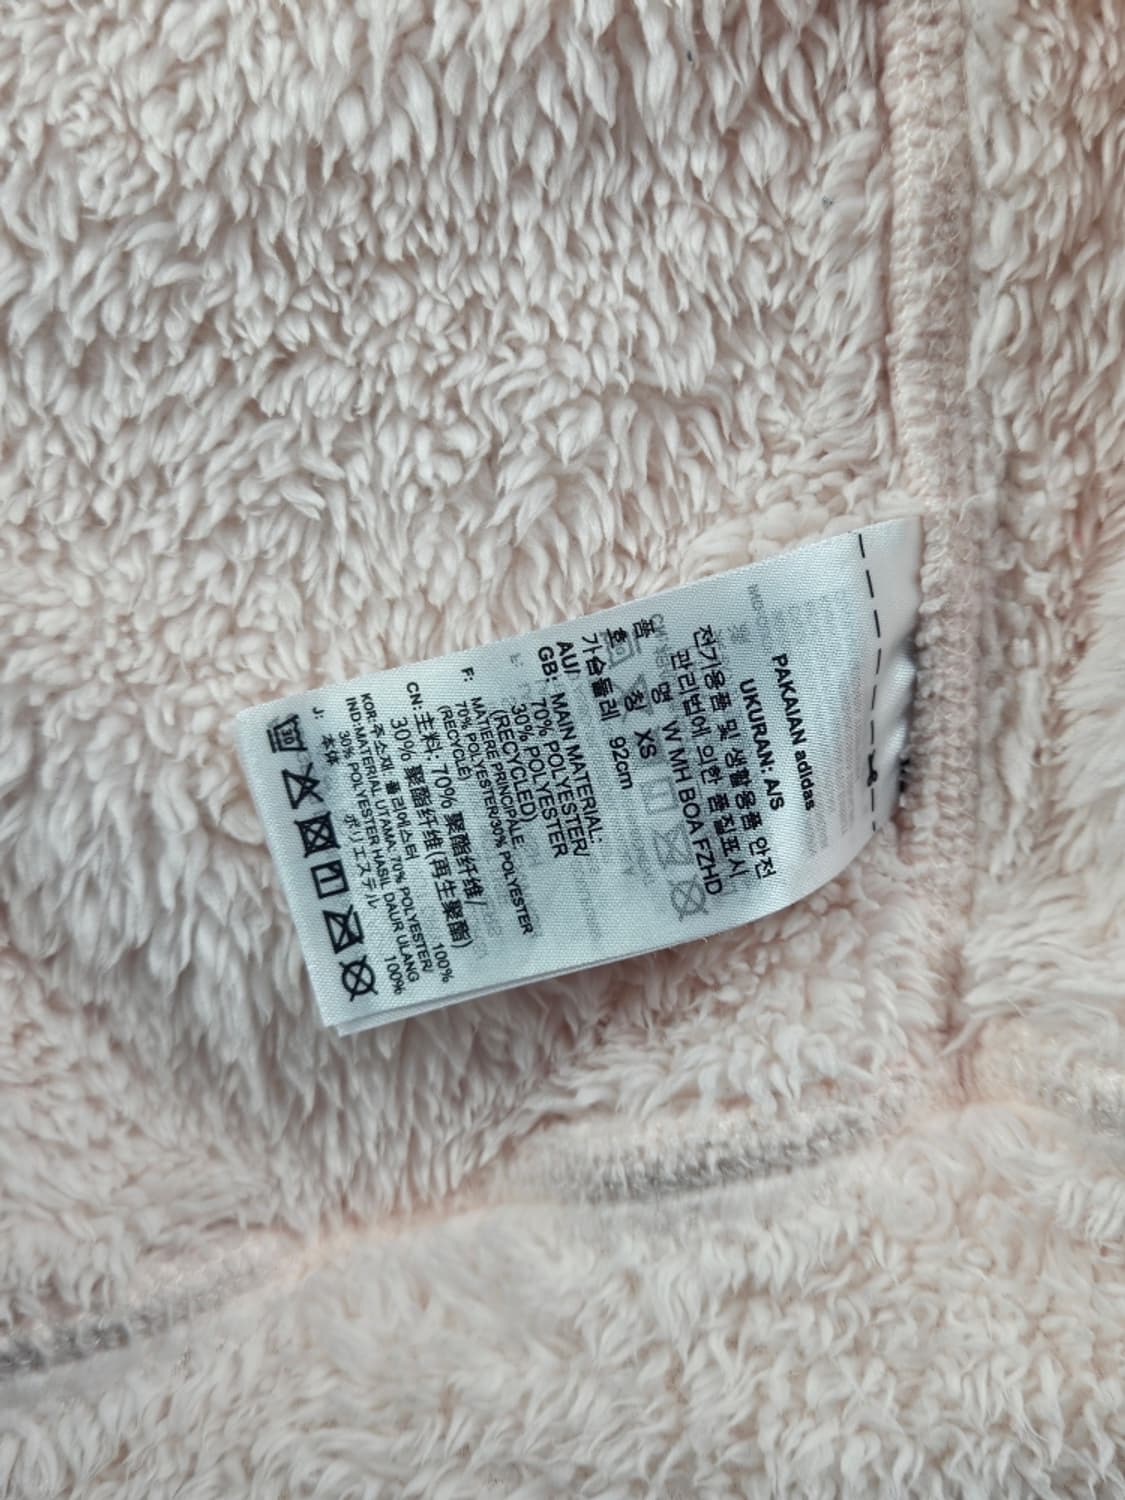 PAKAIAN adidas
UKURAN: A/S
전기용품 및 생활용품 안전
관리법에 의한 품질표시
품 명 W MH BOA FZHD
호 칭 XS
가슴둘레 92cm
AU/
GB: MAIN MATERIAL:
70% POLYESTER/
30% POLYESTER
(RECYCLED)
F: MATIERE PRINCIPALE
70% POLYESTER/30% POLYESTER
(RECYCLE)
CN: 主料: 70% 聚酯纤维/
30% 聚酯纤维(再生聚酯)
KOR: 주소재: 폴리에스터 100%
IND:MATERIAL UTAMA: 70% POLYESTER/
30% POLYESTER HASIL DAUR ULANG
J: 本体 ポリエステル 100%